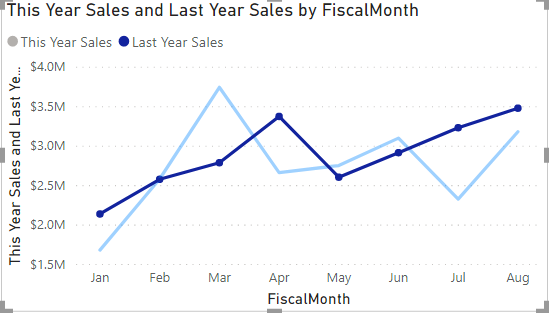 This Year Sales and Last Year Sales by FiscalMonth
This Year Sales Last Year Sales
This Year Sales and Last Ye...
$4.0M
$3.5M
$3.0M
$2.5M
$2.0M
$1.5M
Jan Feb Mar Apr May Jun Jul Aug
FiscalMonth